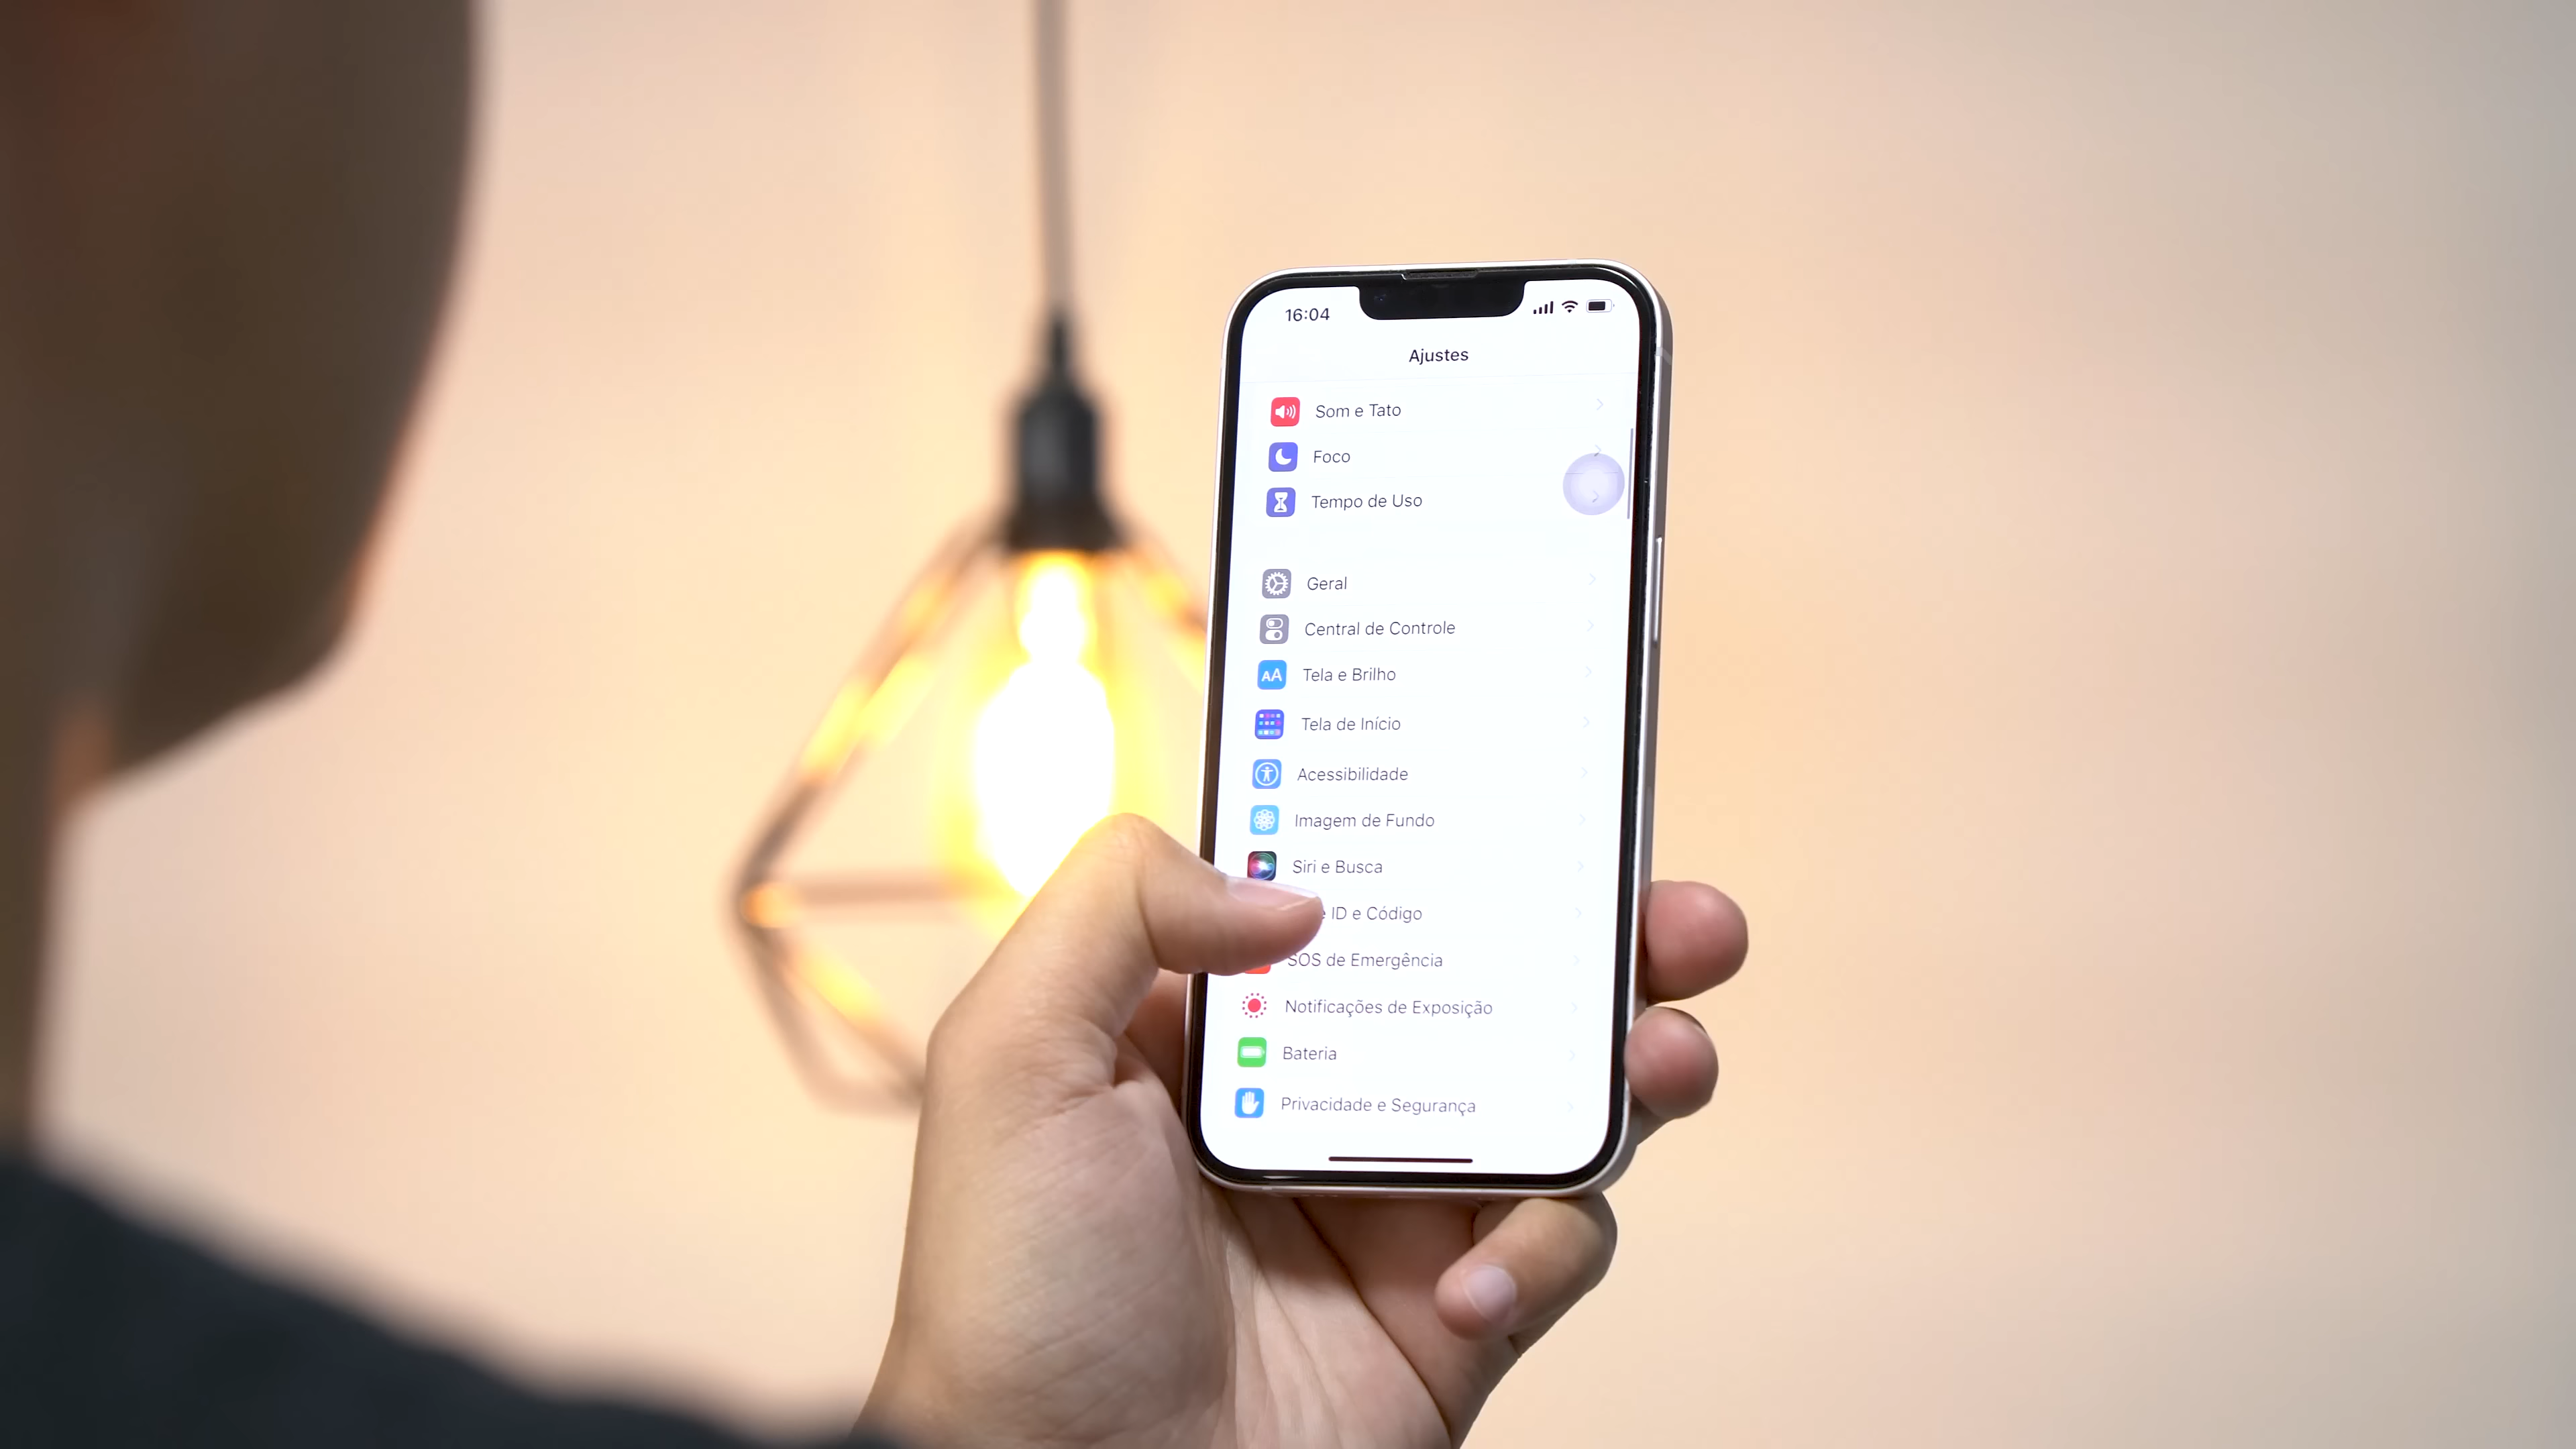 16:04
Ajustes
Som e Tato
Foco
Tempo de Uso
Geral
Central de Controle
AA
Tela e Brilho
Tela de Início
Acessibilidade
Imagem de Fundo
Siri e Busca
ID e Código
SOS de Emergência
Notificações de Exposição
Bateria
Privacidade e Segurança